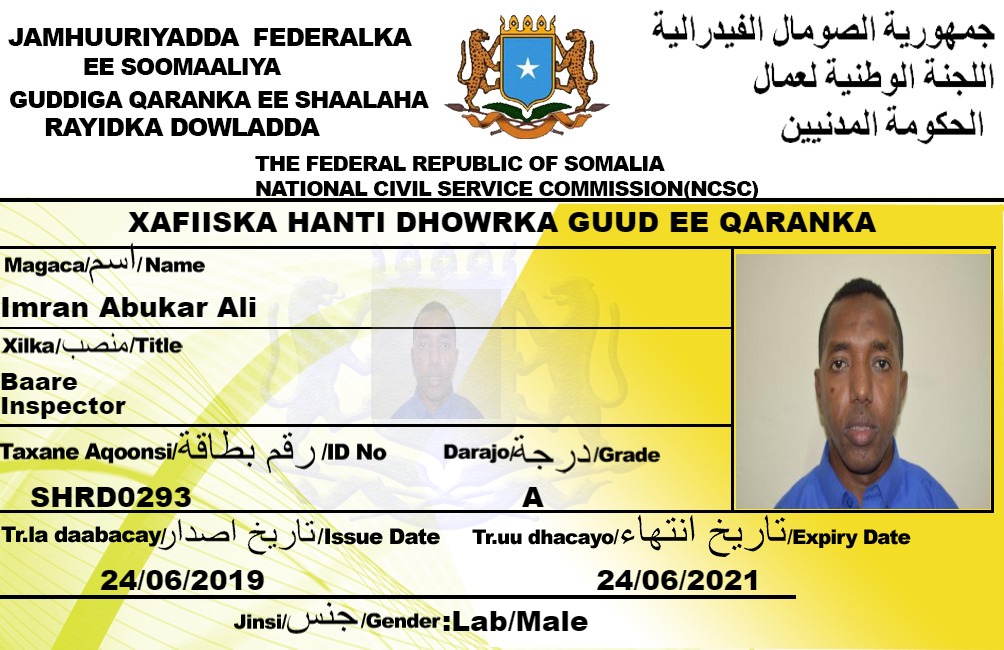 JAMHUURIYADDA FEDERALKA
EE SOOMAALIYA
GUDDIGA QARANKA EE SHAALAHA
RAYIDKA DOWLADDA
جمهورية الصومال الفيدرالية
اللجنة الوطنية لعمال
الحكومة المدنيين
THE FEDERAL REPUBLIC OF SOMALIA
NATIONAL CIVIL SERVICE COMMISSION(NCSC)
XAFIISKA HANTI DHOWRKA GUUD EE QARANKA
Magaca/اسم/Name
Imran Abukar Ali
Xilka/منصب/Title
Baare
Inspector
Taxane Aqoonsi/رقم بطاقة/ID No
SHRD0293
Darajo/درجة/Grade
A
Tr.la daabacay/تاريخ اصدار/Issue Date
24/06/2019
Tr.uu dhacayo/تاريخ انتهاء/Expiry Date
24/06/2021
Jinsi/جنس/Gender:Lab/Male